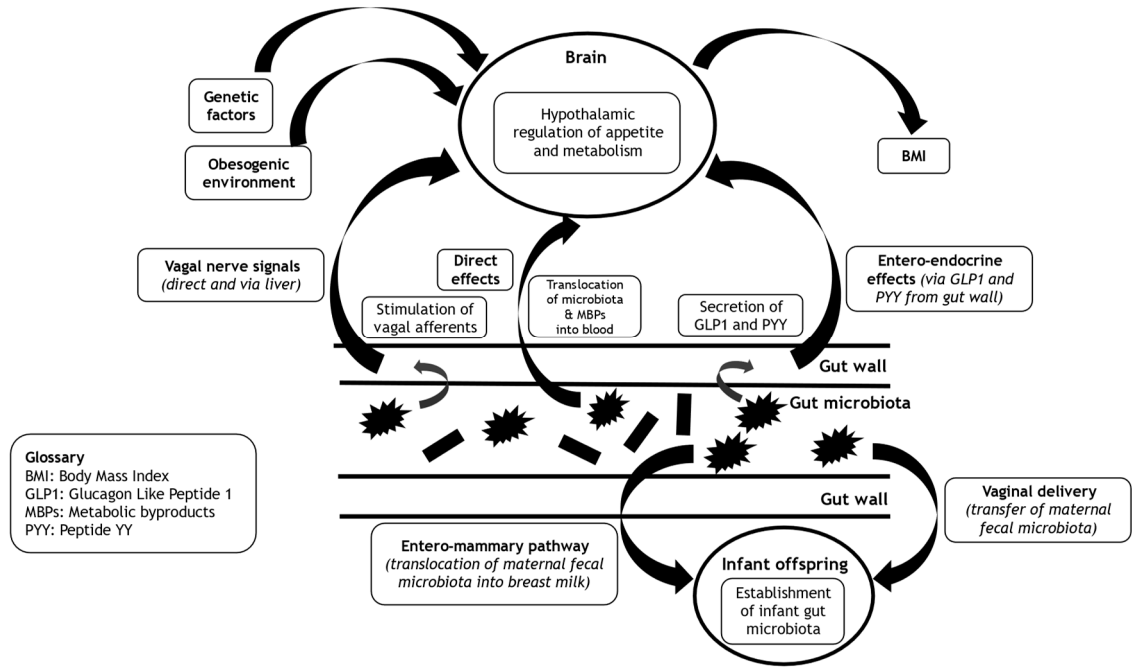 Brain
Genetic
factors
Hypothalamic
regulation of appetite
and metabolism
Obesogenic
environment
BMI
Vagal nerve signals
(direct and via liver)
Direct
effects
Entero-endocrine
effects (via GLP1 and
PYY from gut wall)
Stimulation of
vagal afferents
Translocation
of microbiota
& MBPs
into blood
Secretion of
GLP1 and PYY
Gut wall
Gut microbiota
Glossary
BMI: Body Mass Index
GLP1: Glucagon Like Peptide 1
MBPs: Metabolic byproducts
PYY: Peptide YY
Gut wall
Vaginal delivery
(transfer of maternal
fecal microbiota)
Entero-mammary pathway
(translocation of maternal fecal
microbiota into breast milk)
Infant offspring
Establishment
of infant gut
microbiota